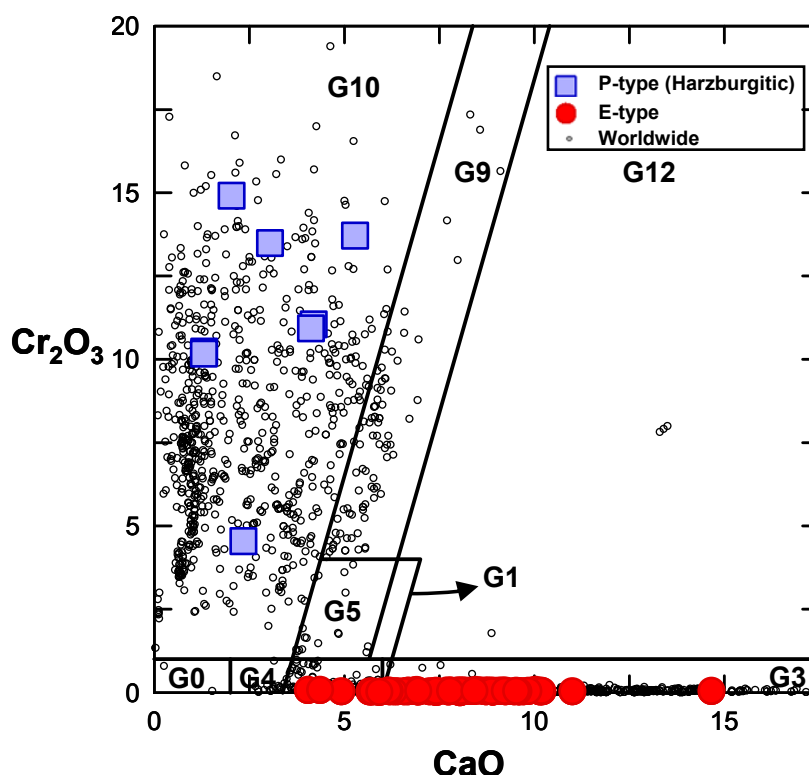 20
G10
P-type (Harzburgitic)
E-type
Worldwide
G9
G12
15
Cr₂O₃
10
5
G1
G5
G0
G4
G3
0
0
5
10
15
CaO